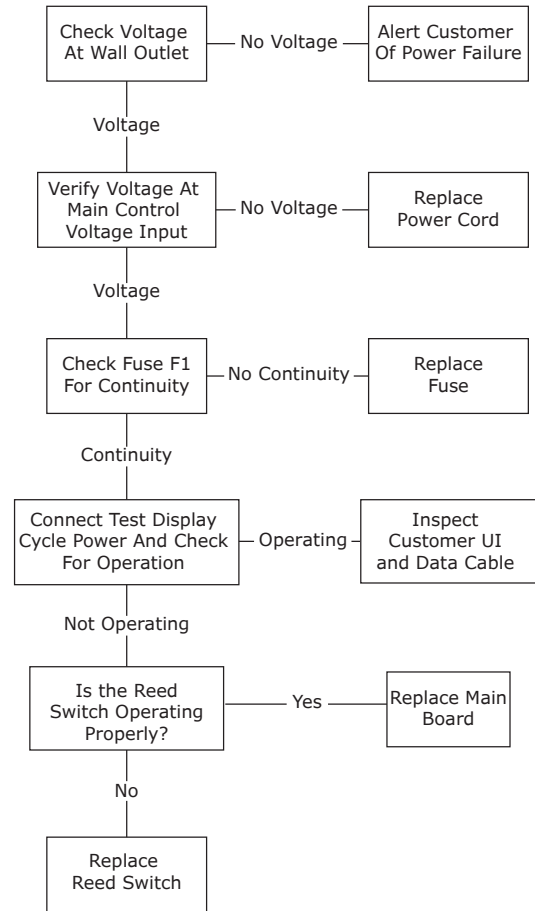 Check Voltage
At Wall Outlet
No Voltage
Alert Customer
Of Power Failure
Voltage
Verify Voltage At
Main Control
Voltage Input
No Voltage
Replace
Power Cord
Voltage
Check Fuse F1
For Continuity
No Continuity
Replace
Fuse
Continuity
Connect Test Display
Cycle Power And Check
For Operation
Operating
Inspect
Customer UI
and Data Cable
Not Operating
Is the Reed
Switch Operating
Properly?
Yes
Replace Main
Board
No
Replace
Reed Switch